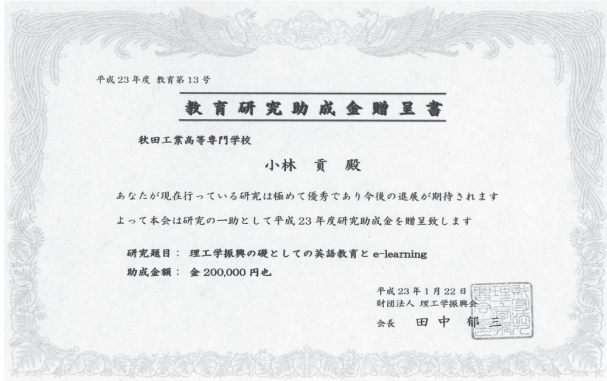 平成23年度 教育第13号
教育研究助成金贈呈書
秋田工業高等専門学校
小林 貢 殿
あなたが現在行っている研究は極めて優秀であり今後の進展が期待されます
よって本会は研究の一助として平成23年度研究助成金を贈呈致します
研究題目： 理工学振興の礎としての英語教育と e-learning
助成金額： 金 200,000 円也
平成 23 年 1 月 22 日
財団法人 理工学振興会
会長 田 中 郁 三